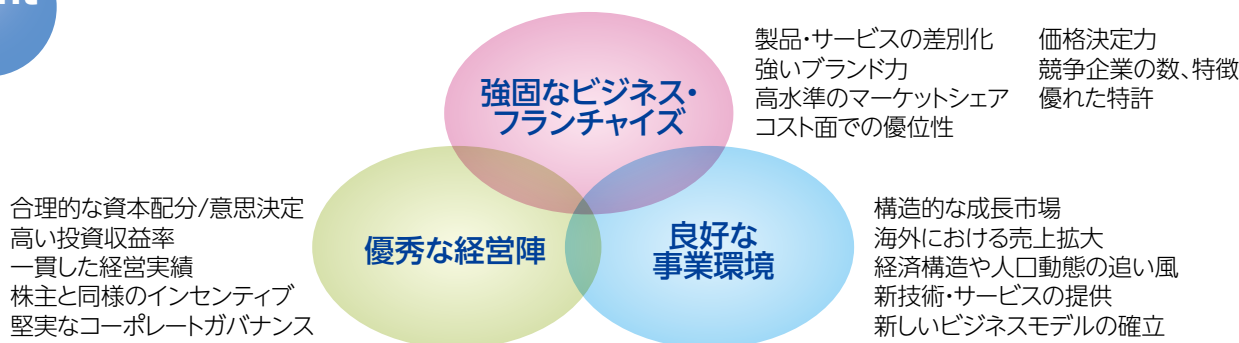 nt
製品・サービスの差別化
強いブランド力
高水準のマーケットシェア
コスト面での優位性
価格決定力
競争企業の数、特徴
優れた特許
強固なビジネス・
フランチャイズ
合理的な資本配分/意思決定
高い投資収益率
一貫した経営実績
株主と同様のインセンティブ
堅実なコーポレートガバナンス
優秀な経営陣
良好な
事業環境
構造的な成長市場
海外における売上拡大
経済構造や人口動態の追い風
新技術・サービスの提供
新しいビジネスモデルの確立